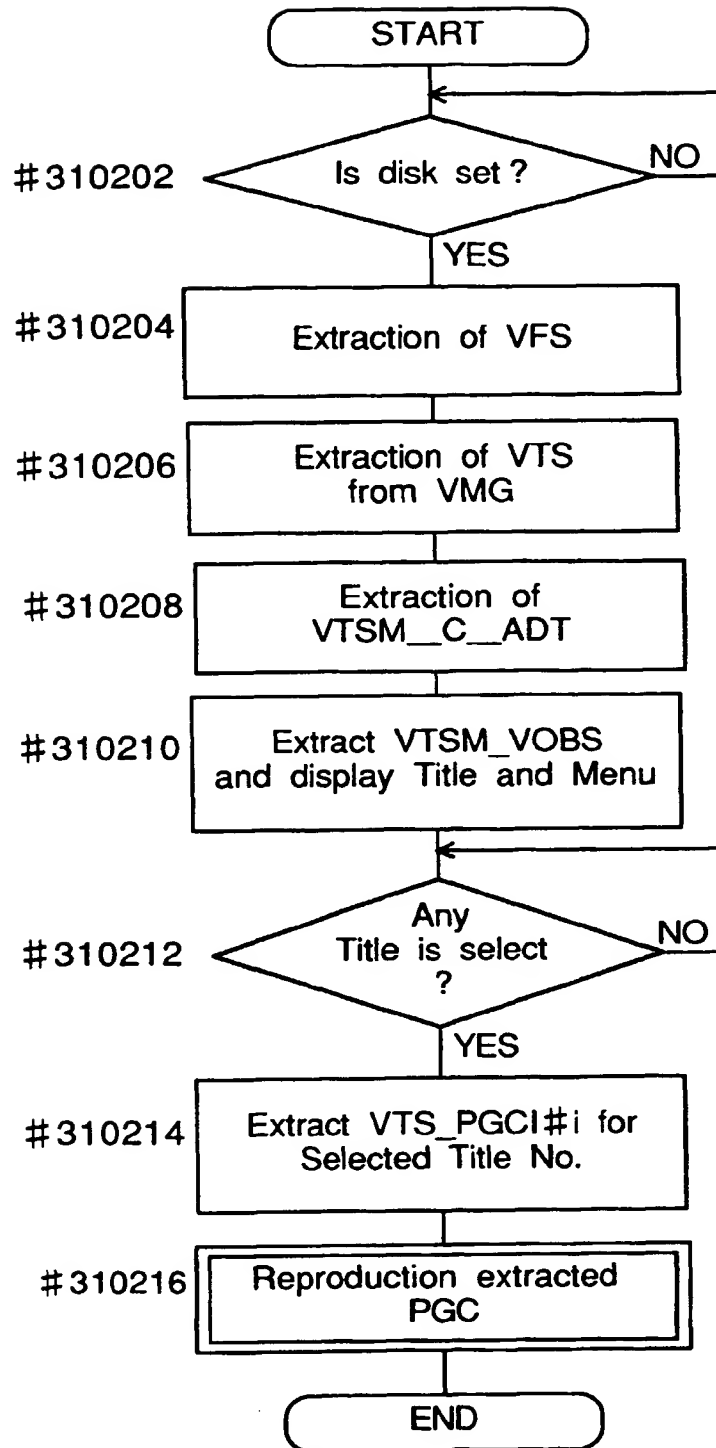 START
#310202
Is disk set ?
NO
YES
#310204
Extraction of VFS
#310206
Extraction of VTS
from VMG
#310208
Extraction of
VTSM__C__ADT
#310210
Extract VTSM_VOBS
and display Title and Menu
#310212
Any
Title is select
?
NO
YES
#310214
Extract VTS_PGCI#i for
Selected Title No.
#310216
Reproduction extracted
PGC
END